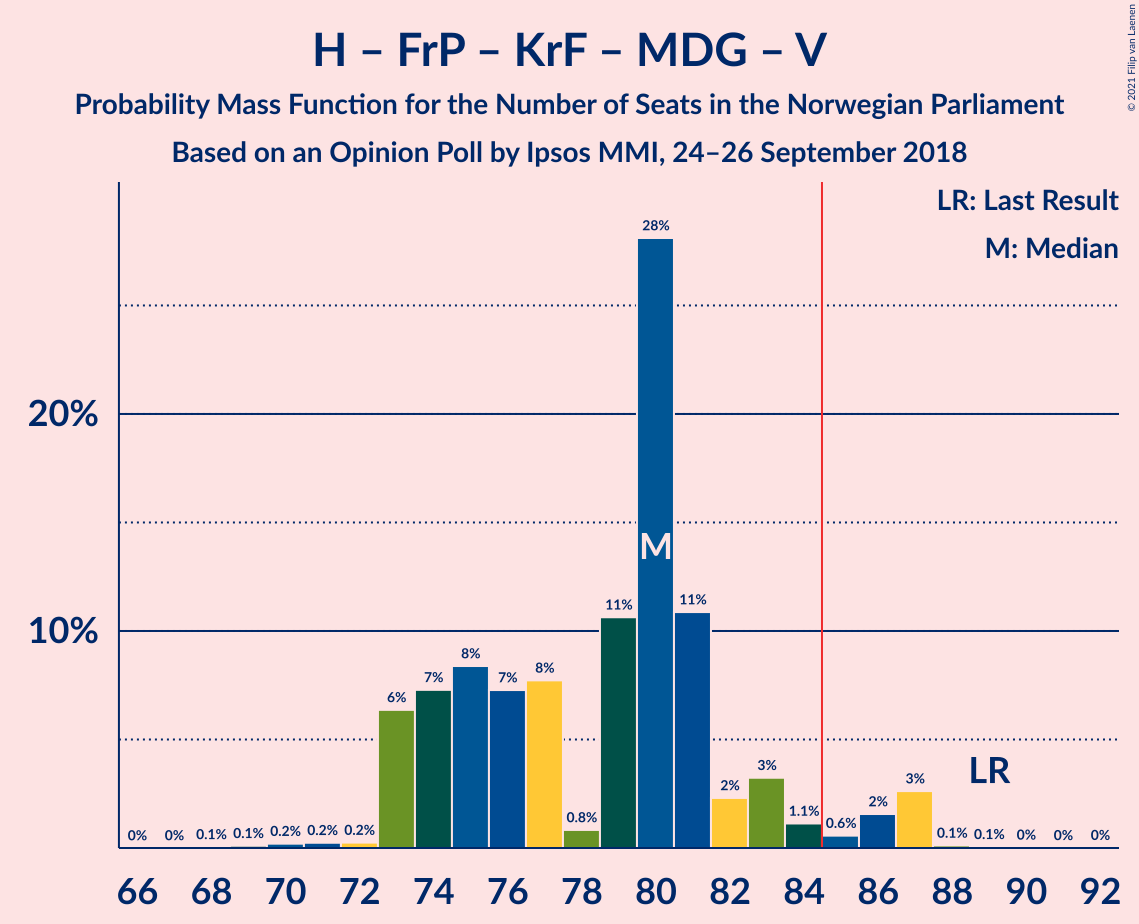 H – FrP – KrF – MDG – V
Probability Mass Function for the Number of Seats in the Norwegian Parliament
Based on an Opinion Poll by Ipsos MMI, 24–26 September 2018
© 2021 Filip van Laenen
LR: Last Result
M: Median
28%
20%
M
11% 11%
10%
8%
8%
7% 7%
6%
LR
3%
3%
2%
2%
1.1%
0.8%
0.6%
0% 0% 0.1% 0.1% 0.2% 0.2% 0.2% 0.1% 0.1% 0% 0% 0%
66 68 70 72 74 76 78 80 82 84 86 88 90 92